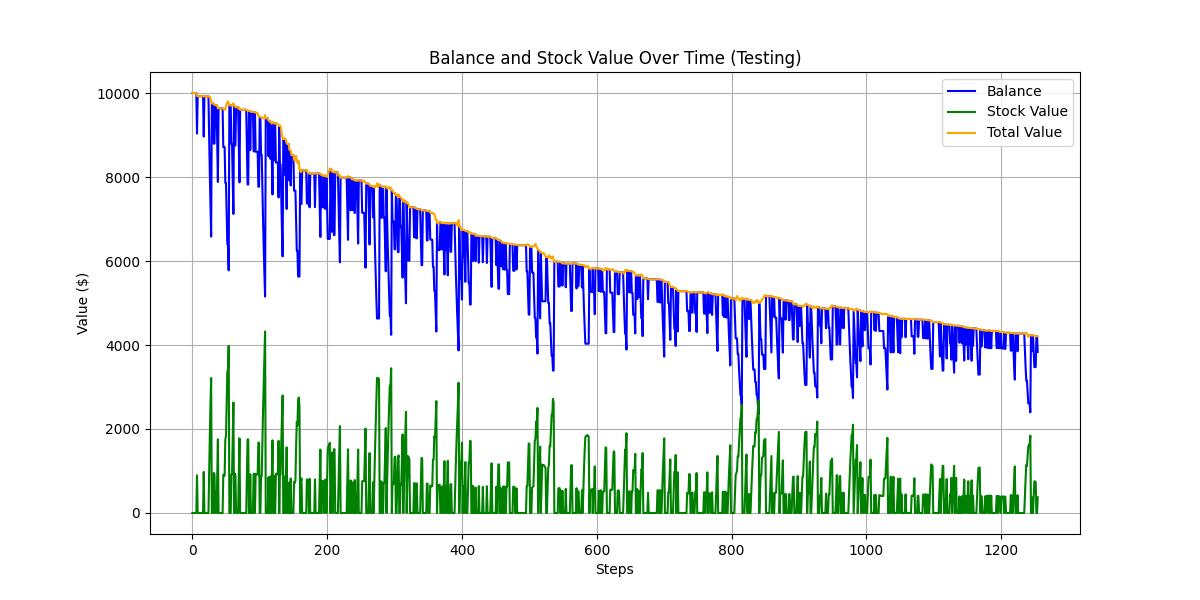 Balance and Stock Value Over Time (Testing)
Balance
Stock Value
Total Value
Value ($)
10000
8000
6000
4000
2000
0
0 200 400 600 800 1000 1200
Steps